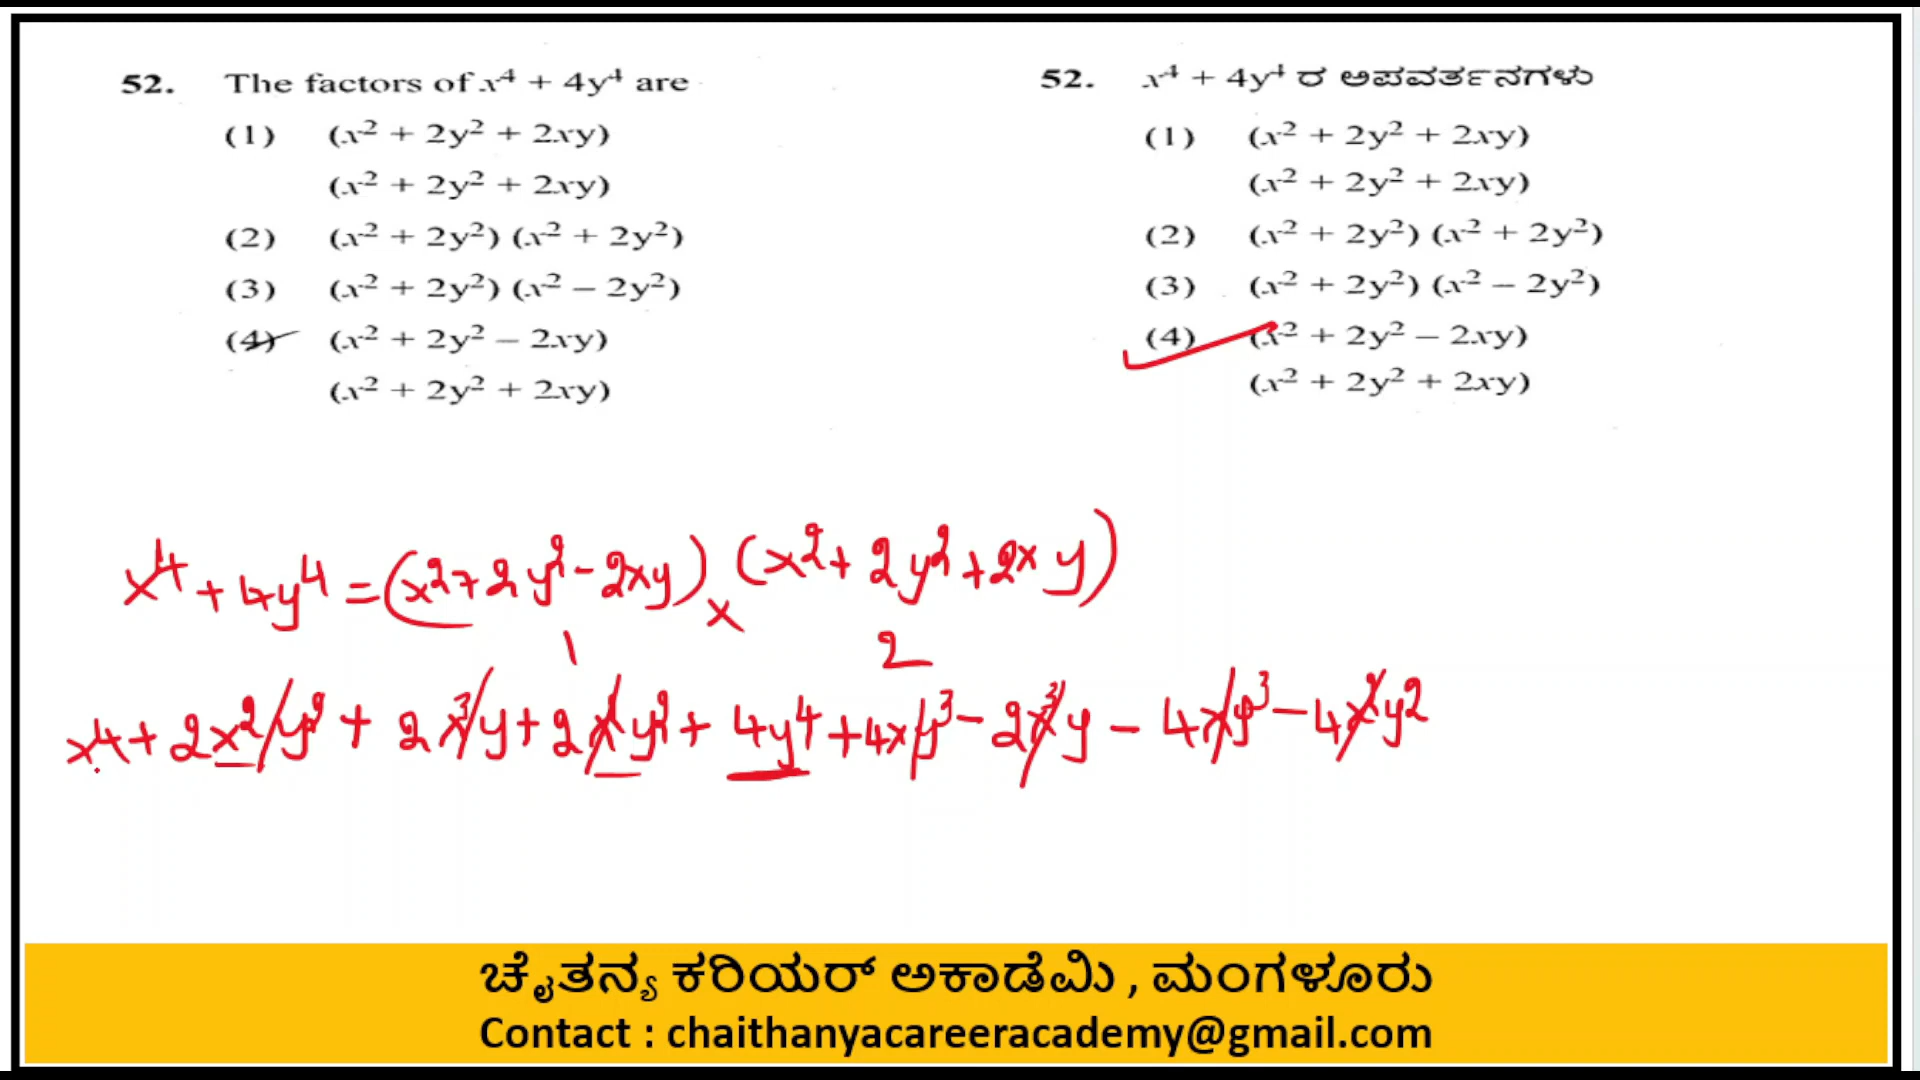 52. The factors of x⁴ + 4y⁴ are
(1) (x² + 2y² + 2xy)
(x² + 2y² + 2xy)
(2) (x² + 2y²) (x² + 2y²)
(3) (x² + 2y²) (x² – 2y²)
(4) (x² + 2y² – 2xy)
(x² + 2y² + 2xy)
52. x⁴ + 4y⁴ ರ ಅಪವರ್ತನಗಳು
(1) (x² + 2y² + 2xy)
(x² + 2y² + 2xy)
(2) (x² + 2y²) (x² + 2y²)
(3) (x² + 2y²) (x² – 2y²)
(4) (x² + 2y² – 2xy)
(x² + 2y² + 2xy)
x⁴ + 4y⁴ = (x² + 2y² - 2xy) x (x² + 2y² + 2xy)
1 2
x⁴ + 2x²y² + 2x³y + 2x²y² + 4y⁴ + 4xy³ - 2x³y - 4xy³ - 4x²y²
ಚೈತನ್ಯ ಕರಿಯರ್ ಅಕಾಡೆಮಿ , ಮಂಗಳೂರು
Contact : chaithanyacareeracademy@gmail.com